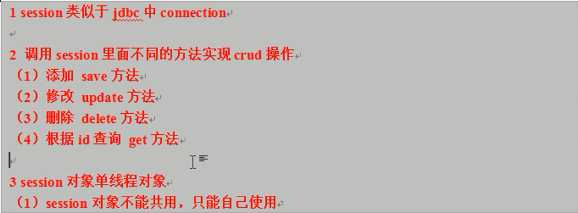 1 session 类似于 jdbc 中 connection
2 调用 session 里面不同的方法实现 crud 操作
（1）添加 save 方法
（2）修改 update 方法
（3）删除 delete 方法
（4）根据 id 查询 get 方法
3 session 对象单线程对象
（1）session 对象不能共用，只能自己使用